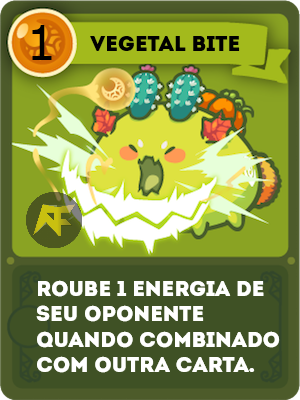 1
VEGETAL BITE
ROUBE 1 ENERGIA DE
SEU OPONENTE
QUANDO COMBINADO
COM OUTRA CARTA.